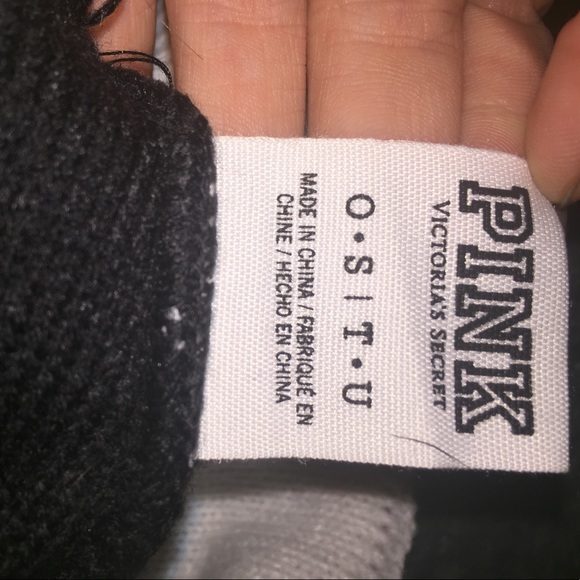 PINK
VICTORIA'S SECRET
O•S | T•U
MADE IN CHINA / FABRIQUÉ EN
CHINE / HECHO EN CHINA